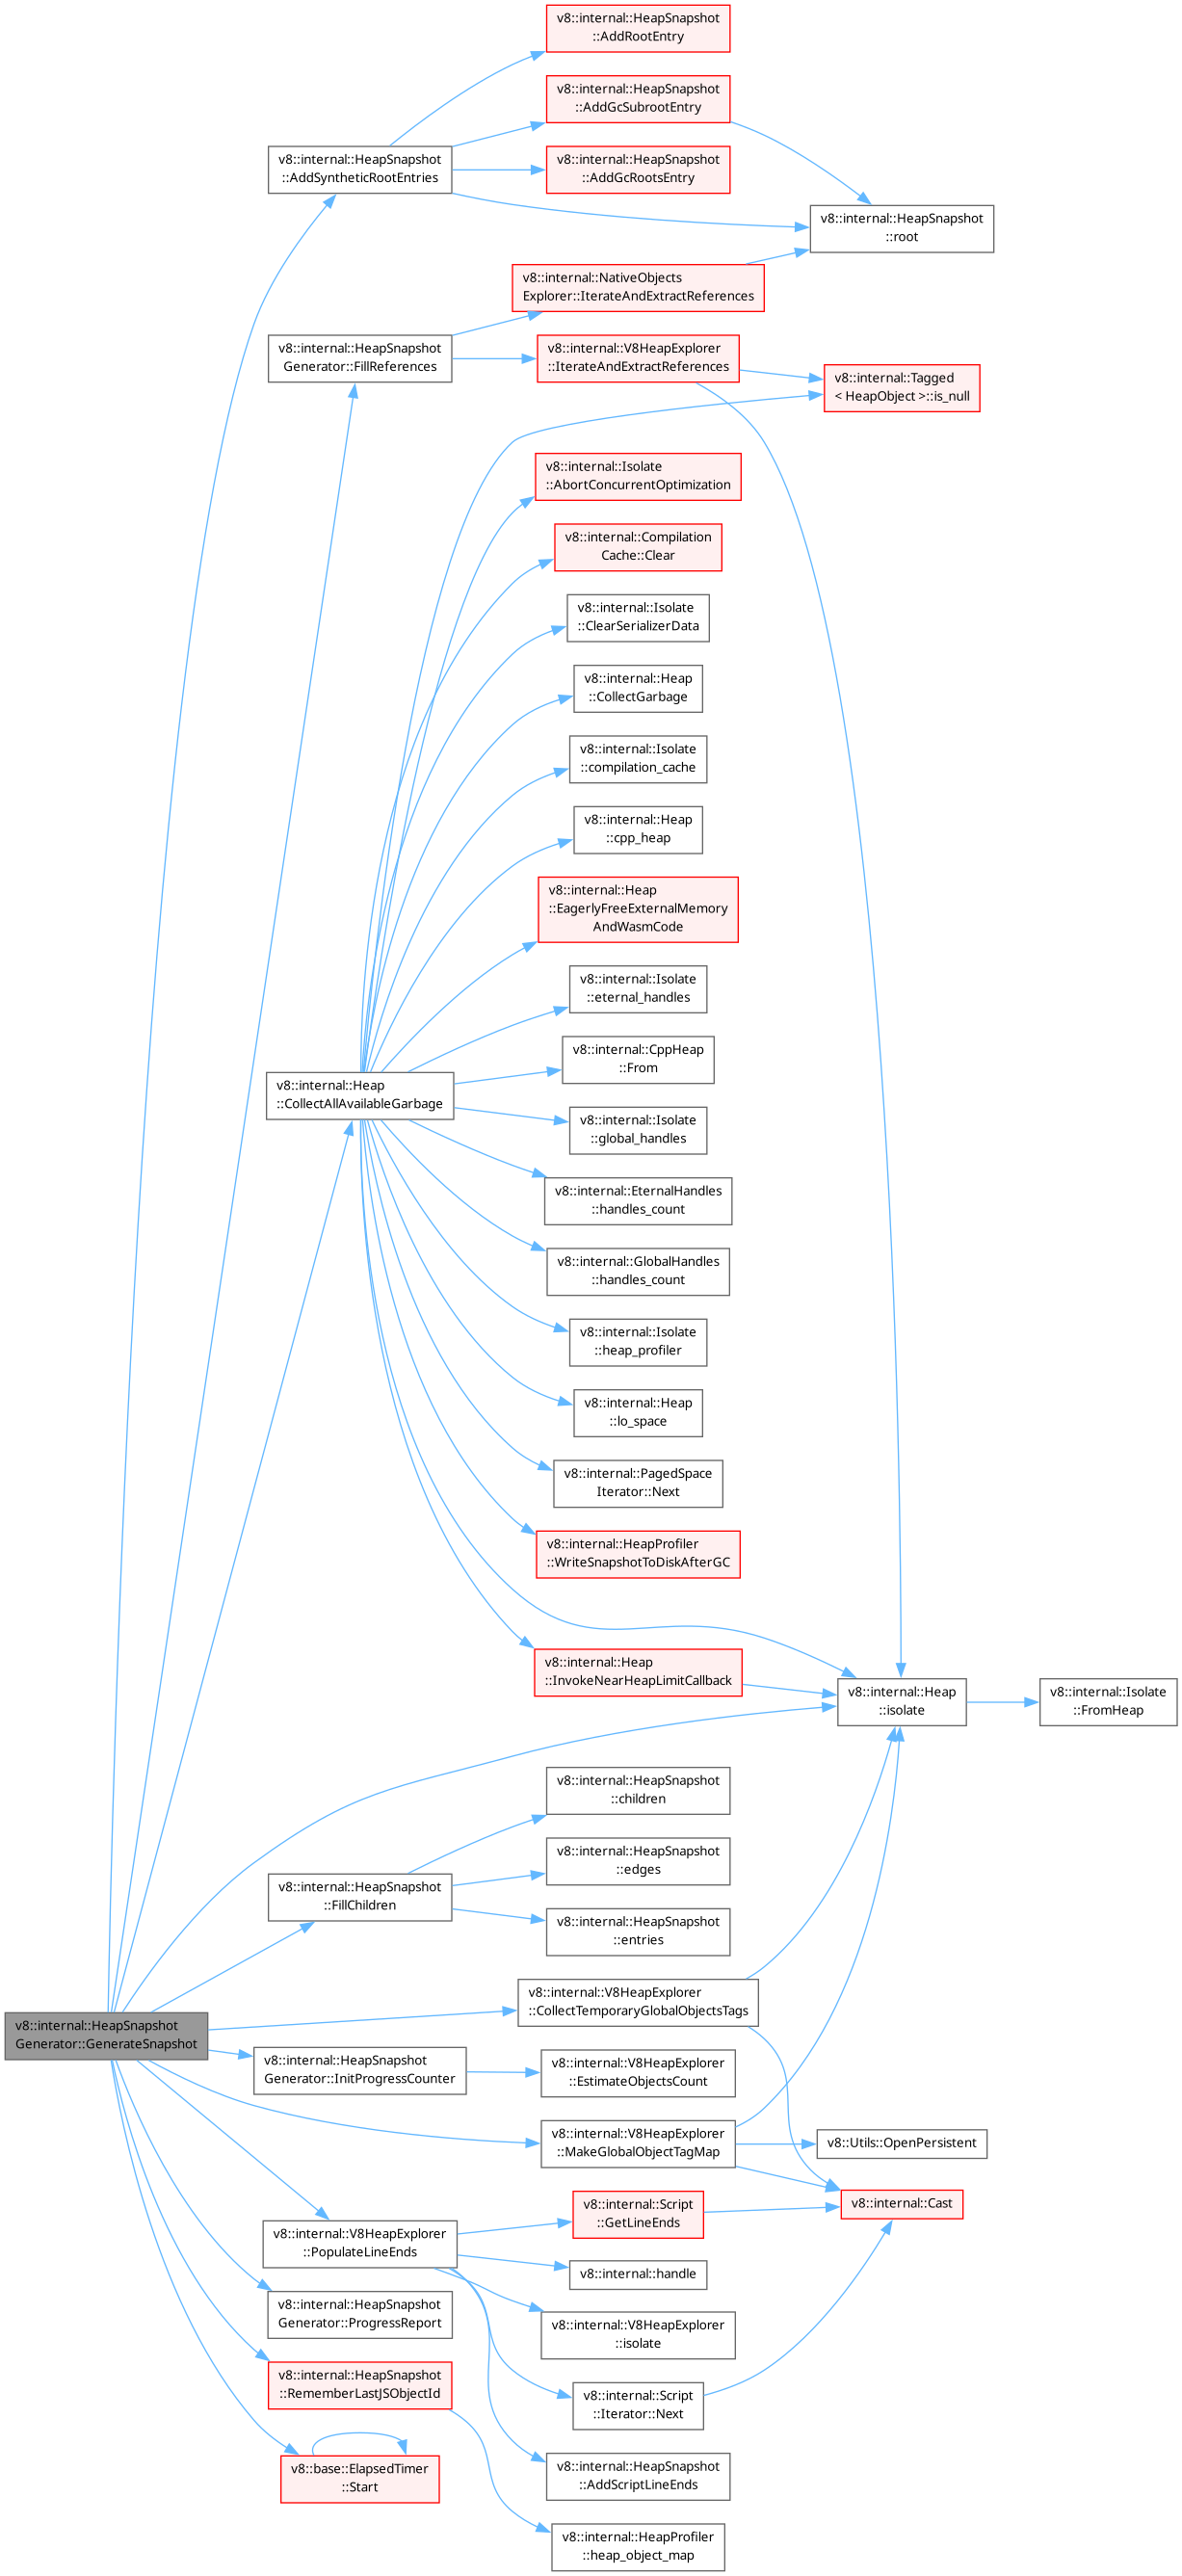 v8::internal::HeapSnapshot
::AddRootEntry
v8::internal::HeapSnapshot
::AddGcSubrootEntry
v8::internal::HeapSnapshot
::AddSyntheticRootEntries
v8::internal::HeapSnapshot
::AddGcRootsEntry
v8::internal::HeapSnapshot
::root
v8::internal::NativeObjects
Explorer::IterateAndExtractReferences
v8::internal::HeapSnapshot
Generator::FillReferences
v8::internal::V8HeapExplorer
::IterateAndExtractReferences
v8::internal::Tagged
< HeapObject >::is_null
v8::internal::Isolate
::AbortConcurrentOptimization
v8::internal::Compilation
Cache::Clear
v8::internal::Isolate
::ClearSerializerData
v8::internal::Heap
::CollectGarbage
v8::internal::Isolate
::compilation_cache
v8::internal::Heap
::cpp_heap
v8::internal::Heap
::EagerlyFreeExternalMemory
AndWasmCode
v8::internal::Isolate
::eternal_handles
v8::internal::CppHeap
::From
v8::internal::Heap
::CollectAllAvailableGarbage
v8::internal::Isolate
::global_handles
v8::internal::EternalHandles
::handles_count
v8::internal::GlobalHandles
::handles_count
v8::internal::Isolate
::heap_profiler
v8::internal::Heap
::lo_space
v8::internal::PagedSpace
Iterator::Next
v8::internal::HeapProfiler
::WriteSnapshotToDiskAfterGC
v8::internal::Heap
::InvokeNearHeapLimitCallback
v8::internal::Heap
::isolate
v8::internal::Isolate
::FromHeap
v8::internal::HeapSnapshot
::children
v8::internal::HeapSnapshot
::edges
v8::internal::HeapSnapshot
::FillChildren
v8::internal::HeapSnapshot
::entries
v8::internal::V8HeapExplorer
::CollectTemporaryGlobalObjectsTags
v8::internal::HeapSnapshot
Generator::GenerateSnapshot
v8::internal::HeapSnapshot
Generator::InitProgressCounter
v8::internal::V8HeapExplorer
::EstimateObjectsCount
v8::internal::V8HeapExplorer
::MakeGlobalObjectTagMap
v8::Utils::OpenPersistent
v8::internal::Cast
v8::internal::Script
::GetLineEnds
v8::internal::V8HeapExplorer
::PopulateLineEnds
v8::internal::handle
v8::internal::HeapSnapshot
Generator::ProgressReport
v8::internal::V8HeapExplorer
::isolate
v8::internal::HeapSnapshot
::RememberLastJSObjectId
v8::internal::Script
::Iterator::Next
v8::base::ElapsedTimer
::Start
v8::internal::HeapSnapshot
::AddScriptLineEnds
v8::internal::HeapProfiler
::heap_object_map